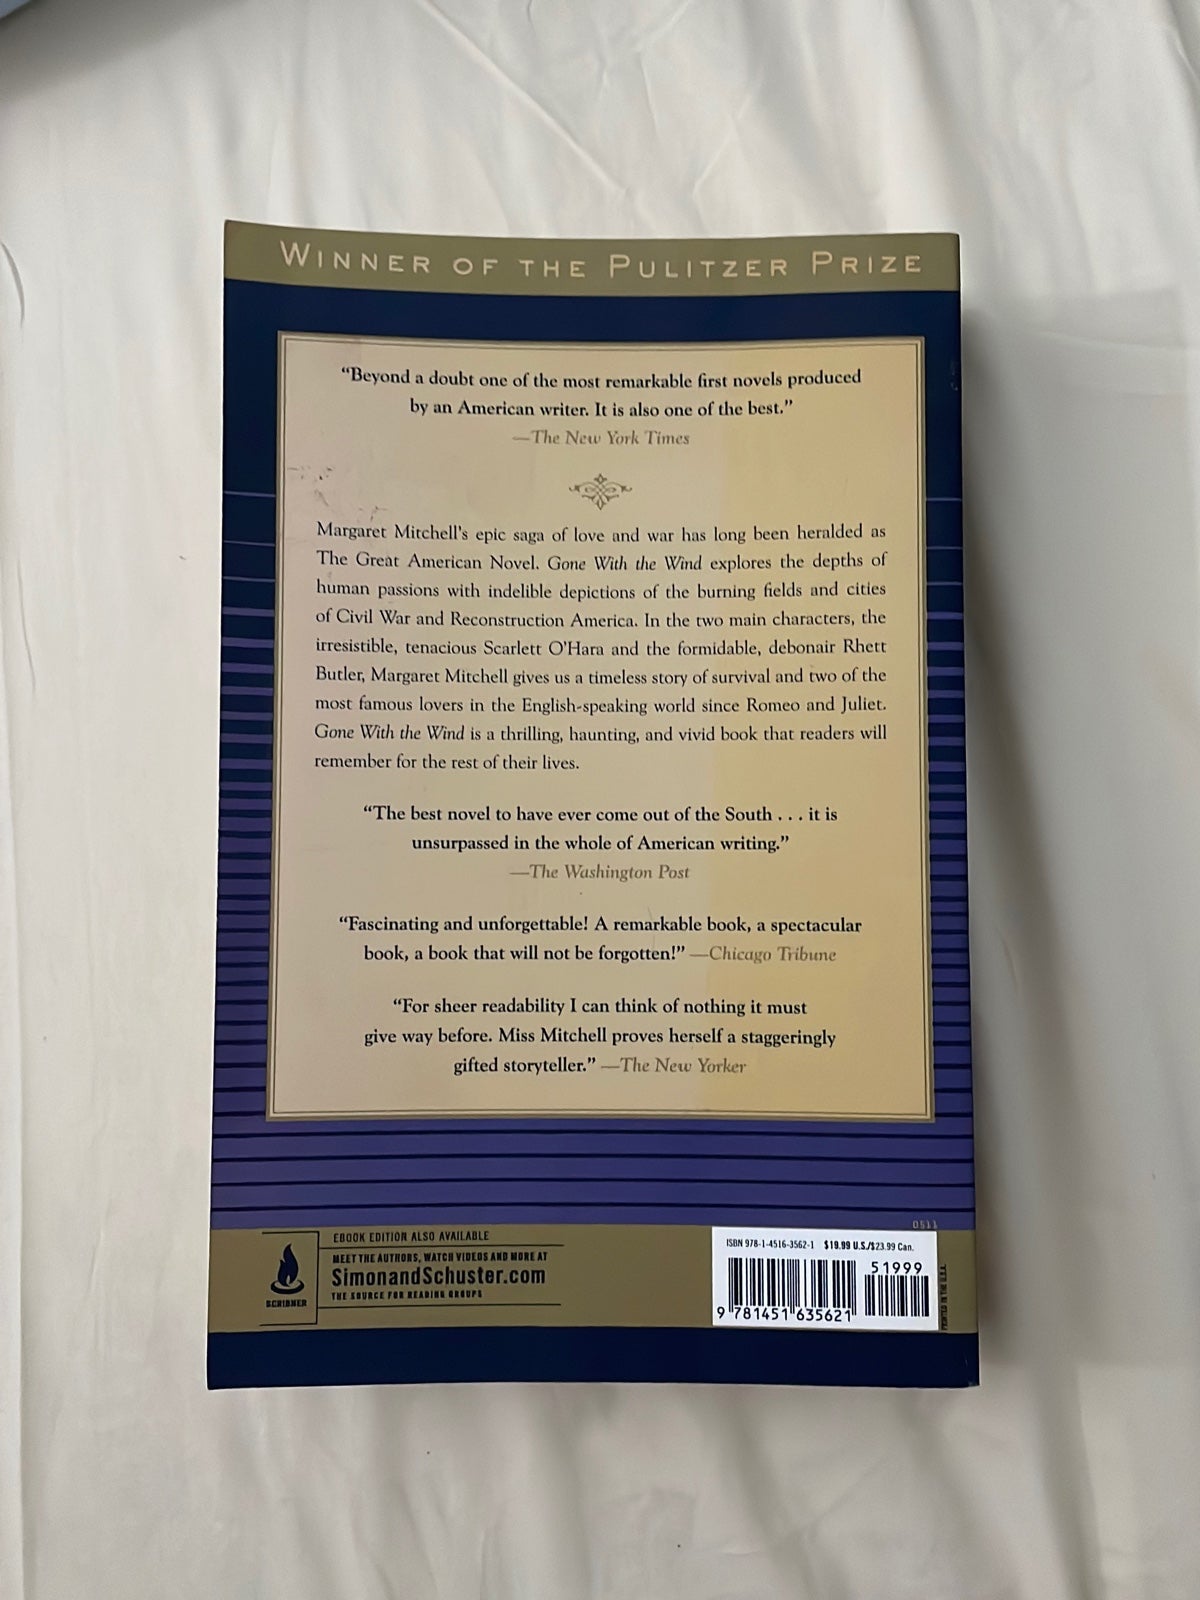 WINNER OF THE PULITZER PRIZE
“Beyond a doubt one of the most remarkable first novels produced
by an American writer. It is also one of the best.”
—The New York Times
Margaret Mitchell's epic saga of love and war has long been heralded as
The Great American Novel. Gone With the Wind explores the depths of
human passions with indelible depictions of the burning fields and cities
of Civil War and Reconstruction America. In the two main characters, the
irresistible, tenacious Scarlett O'Hara and the formidable, debonair Rhett
Butler, Margaret Mitchell gives us a timeless story of survival and two of the
most famous lovers in the English-speaking world since Romeo and Juliet.
Gone With the Wind is a thrilling, haunting, and vivid book that readers will
remember for the rest of their lives.
“The best novel to have ever come out of the South . . . it is
unsurpassed in the whole of American writing.”
—The Washington Post
“Fascinating and unforgettable! A remarkable book, a spectacular
book, a book that will not be forgotten!” —Chicago Tribune
“For sheer readability I can think of nothing it must
give way before. Miss Mitchell proves herself a staggeringly
gifted storyteller.” —The New Yorker
0511
EBOOK EDITION ALSO AVAILABLE
MEET THE AUTHORS, WATCH VIDEOS AND MORE AT
SimonandSchuster.com
THE SOURCE FOR READING GROUPS
SCRIBNER
ISBN 978-1-4516-3562-1 $19.99 U.S./$23.99 Can.
51999
9 781451 635621
PRINTED IN THE U.S.A.